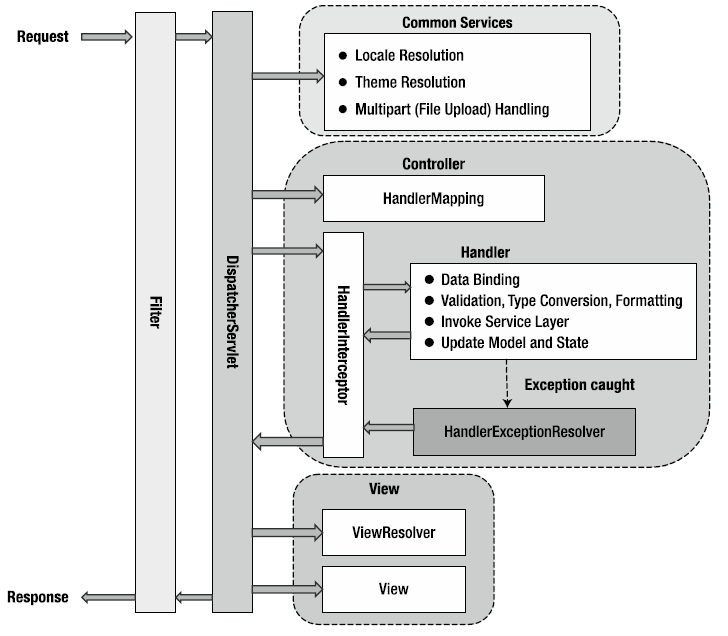 Request
Filter
DispatcherServlet
Common Services
● Locale Resolution
● Theme Resolution
● Multipart (File Upload) Handling
Controller
HandlerMapping
HandlerInterceptor
Handler
● Data Binding
● Validation, Type Conversion, Formatting
● Invoke Service Layer
● Update Model and State
Exception caught
HandlerExceptionResolver
View
ViewResolver
View
Response